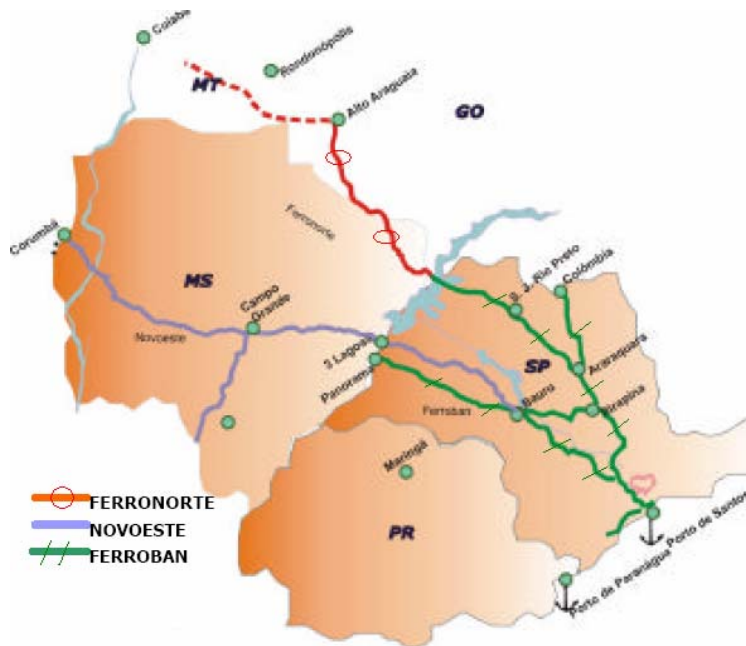 Cuiabá
Rondonópolis
MT
Alto Araguaia
GO
Ferronorte
Corumbá
MS
Campo
Grande
Novoeste
S. J. Rio Preto
Colômbia
3 Lagoas
Panorama
SP
Araraquara
Bauru
Ferroban
Itirapina
Maringá
PR
Porto de Santos
Porto de Paranágua
FERRONORTE
NOVOESTE
FERROBAN